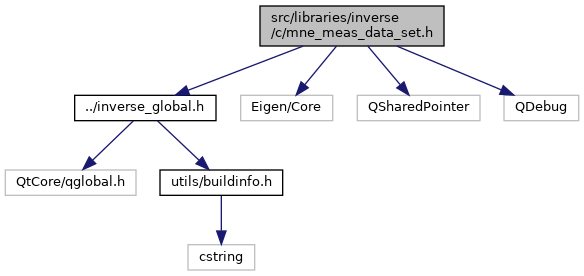 src/libraries/inverse
/c/mne_meas_data_set.h
../inverse_global.h
Eigen/Core
QSharedPointer
QDebug
QtCore/qglobal.h
utils/buildinfo.h
cstring